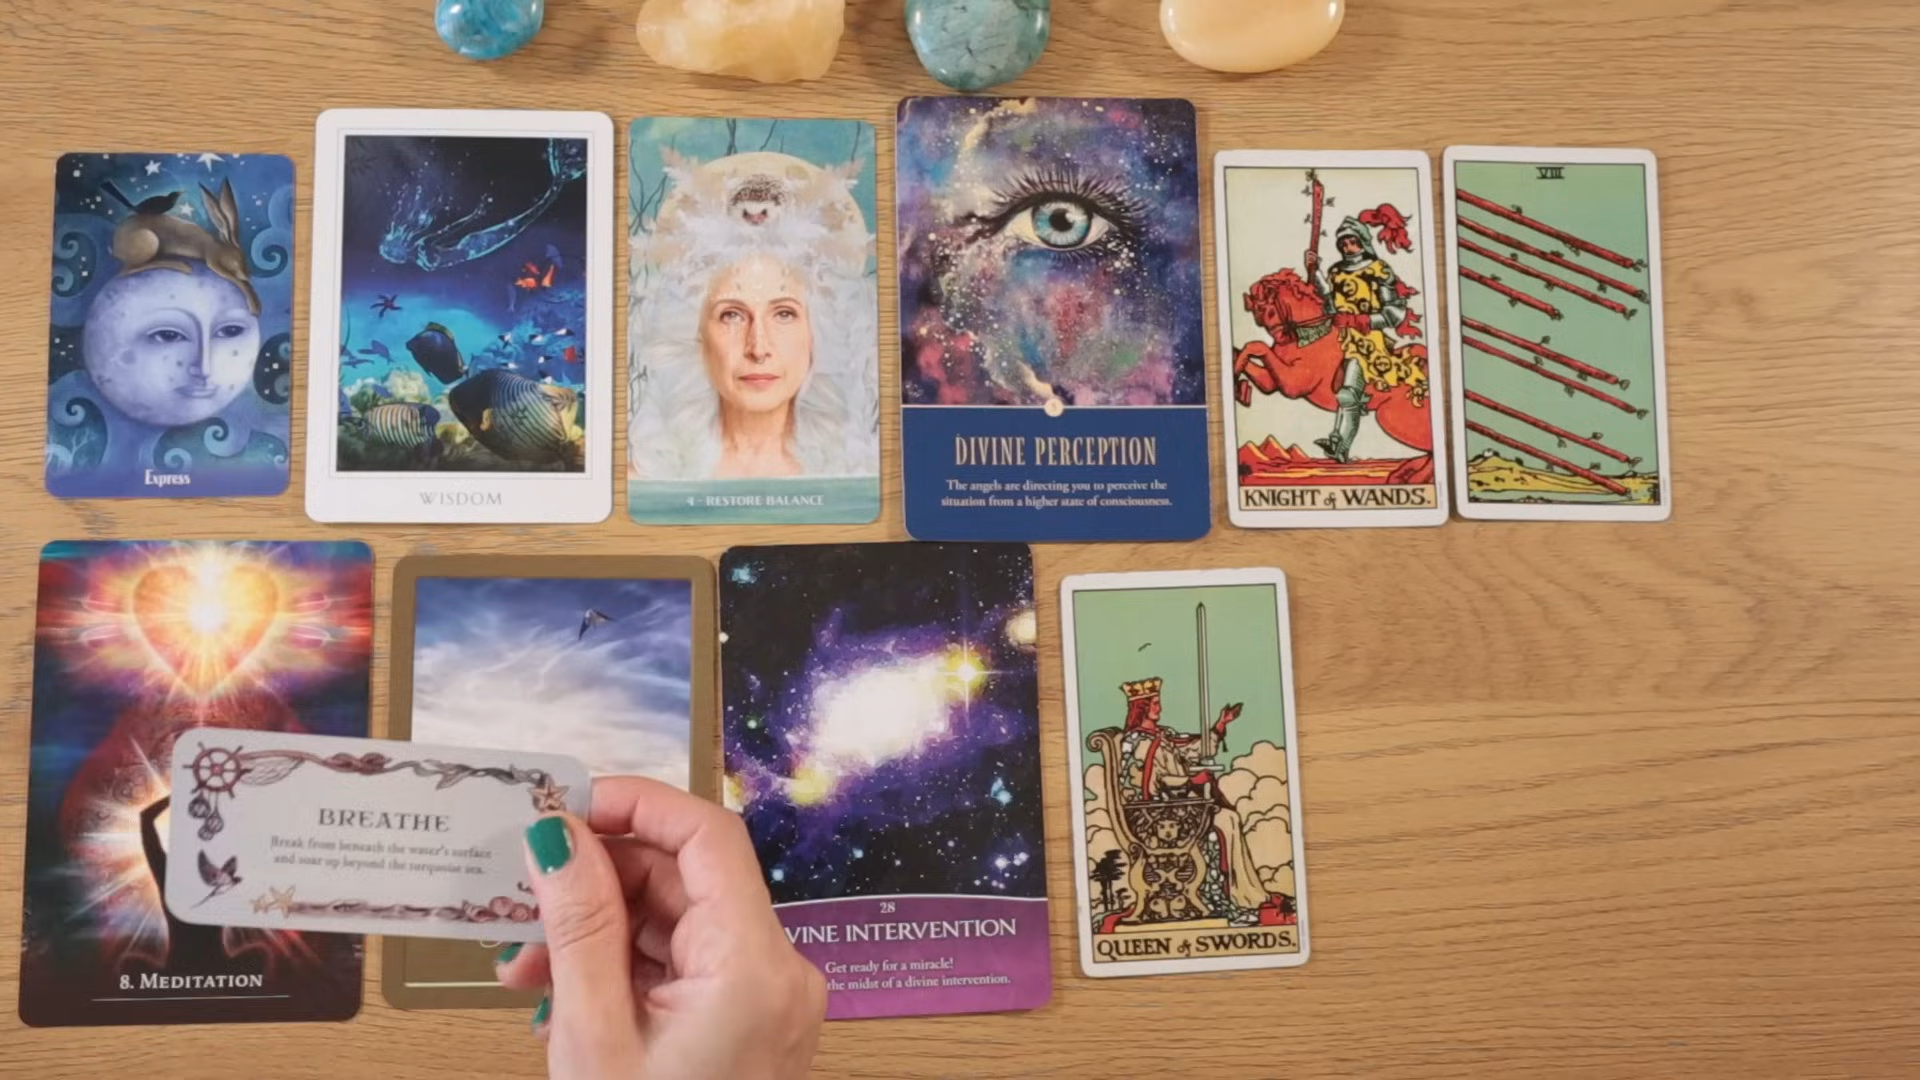 Express
WISDOM
4 - RESTORE BALANCE
DIVINE PERCEPTION
The angels are directing you to perceive the
situation from a higher state of consciousness.
KNIGHT of WANDS.
VIII
8. MEDITATION
BREATHE
Break from beneath the water's surface
and soar up beyond the turquoise sea.
28
VINE INTERVENTION
Get ready for a miracle!
the midst of a divine intervention.
QUEEN of SWORDS.